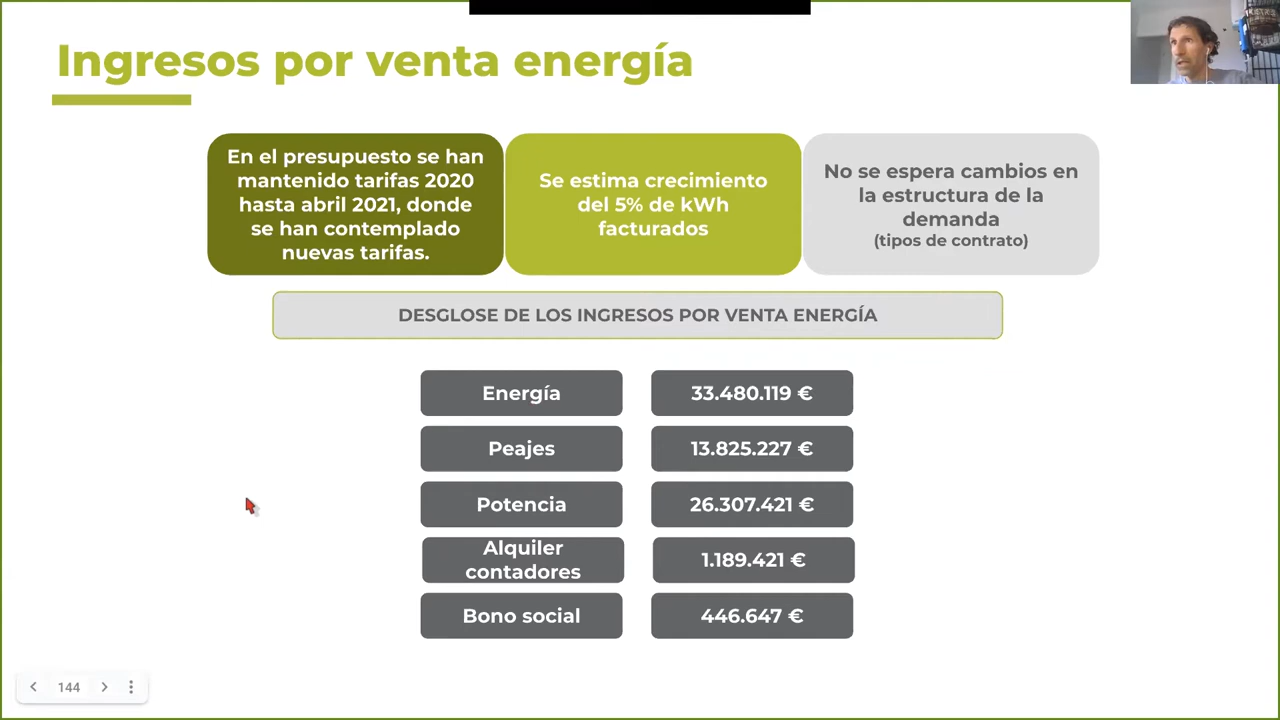 Ingresos por venta energía
En el presupuesto se han
mantenido tarifas 2020
hasta abril 2021, donde
se han contemplado
nuevas tarifas.
Se estima crecimiento
del 5% de kWh
facturados
No se espera cambios en
la estructura de la
demanda
(tipos de contrato)
DESGLOSE DE LOS INGRESOS POR VENTA ENERGÍA
Energía 33.480.119 €
Peajes 13.825.227 €
Potencia 26.307.421 €
Alquiler
contadores 1.189.421 €
Bono social 446.647 €
144